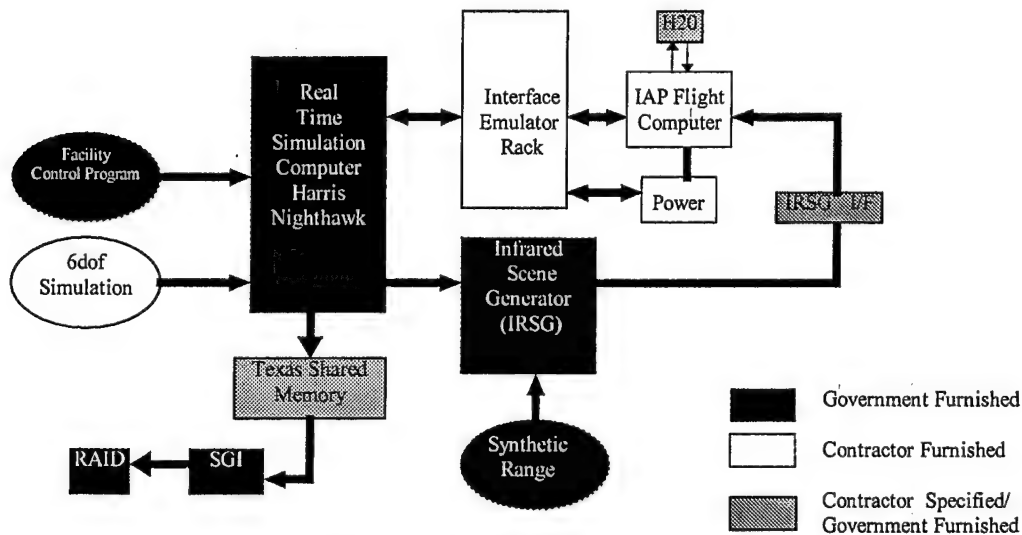 H20
Real
Time
Simulation
Computer
Harris
Nighthawk
Interface
Emulator
Rack
IAP Flight
Computer
Facility
Control Program
Power
IRSG I/F
6dof
Simulation
Infrared
Scene
Generator
(IRSG)
Texas Shared
Memory
Government Furnished
Contractor Furnished
RAID
SGI
Synthetic
Range
Contractor Specified/
Government Furnished